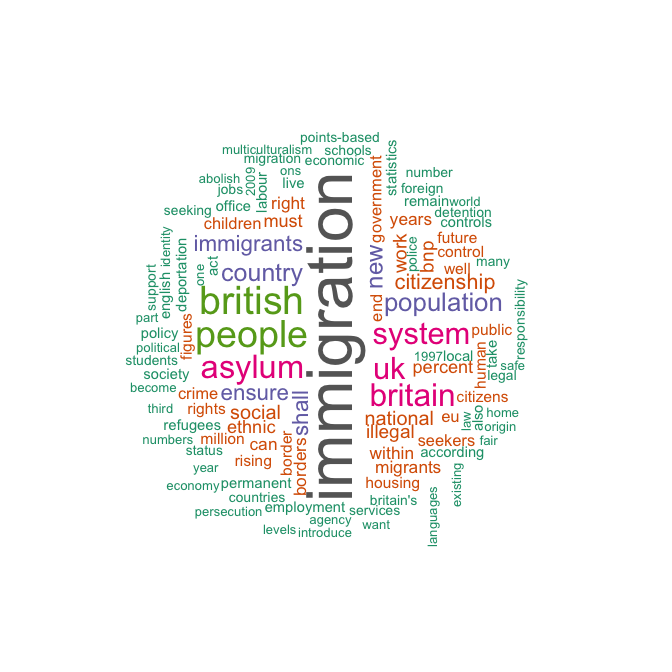 points-based
multiculturalism
schools
migration
economic
statistics
ons
number
abolish
2009
labour
live
foreign
jobs
government
remain
world
seeking
office
right
detention
children
must
years
controls
immigration
immigrants
work
police
bnp
future
control
identity
act
new
many
country
one
well
citizenship
support
english
deportation
british
end
population
responsibility
part
people
system
public
policy
figures
political
1997
local
take
students
asylum
uk
percent
human
safe
society
legal
become
crime
ensure
shall
britain
citizens
third
rights
social
national
eu
law
also
home
refugees
ethnic
illegal
origin
numbers
million
can
seekers
fair
status
border
within
according
year
rising
borders
migrants
existing
economy
permanent
housing
countries
britain's
persecution
employment
services
languages
agency
want
levels
introduce